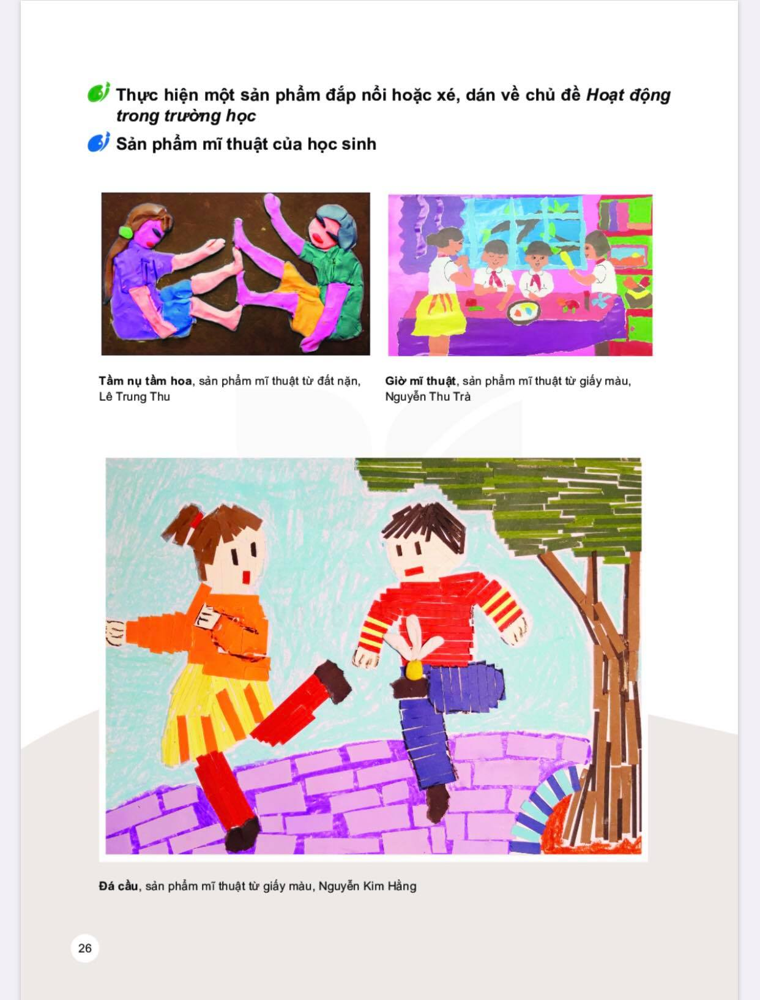 Thực hiện một sản phẩm đắp nổi hoặc xé, dán về chủ đề Hoạt động
trong trường học
Sản phẩm mĩ thuật của học sinh
Tầm nụ tầm hoa, sản phẩm mĩ thuật từ đất nặn,
Lê Trung Thu
Giờ mĩ thuật, sản phẩm mĩ thuật từ giấy màu,
Nguyễn Thu Trà
Đá cầu, sản phẩm mĩ thuật từ giấy màu, Nguyễn Kim Hằng
26